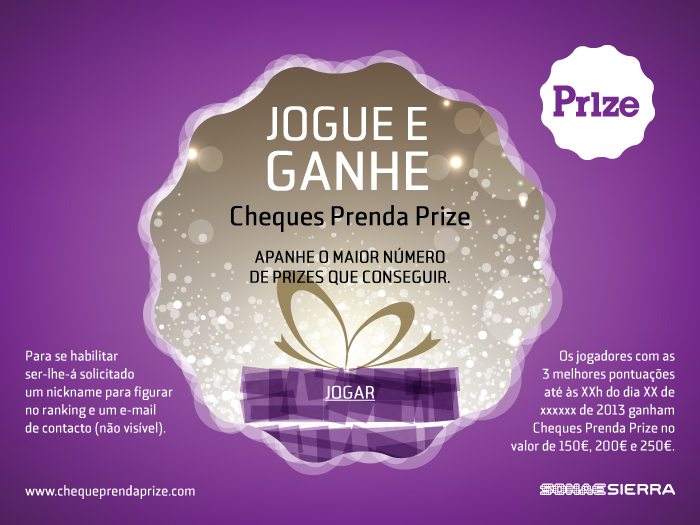 Prize
JOGUE E
GANHE
Cheques Prenda Prize
APANHE O MAIOR NÚMERO
DE PRIZES QUE CONSEGUIR.
JOGAR
Para se habilitar
ser-lhe-á solicitado
um nickname para figurar
no ranking e um e-mail
de contacto (não visível).
Os jogadores com as
3 melhores pontuações
até às XXh do dia XX de
xxxxxx de 2013 ganham
Cheques Prenda Prize no
valor de 150€, 200€ e 250€.
www.chequeprendaprize.com
SONAESIERRA